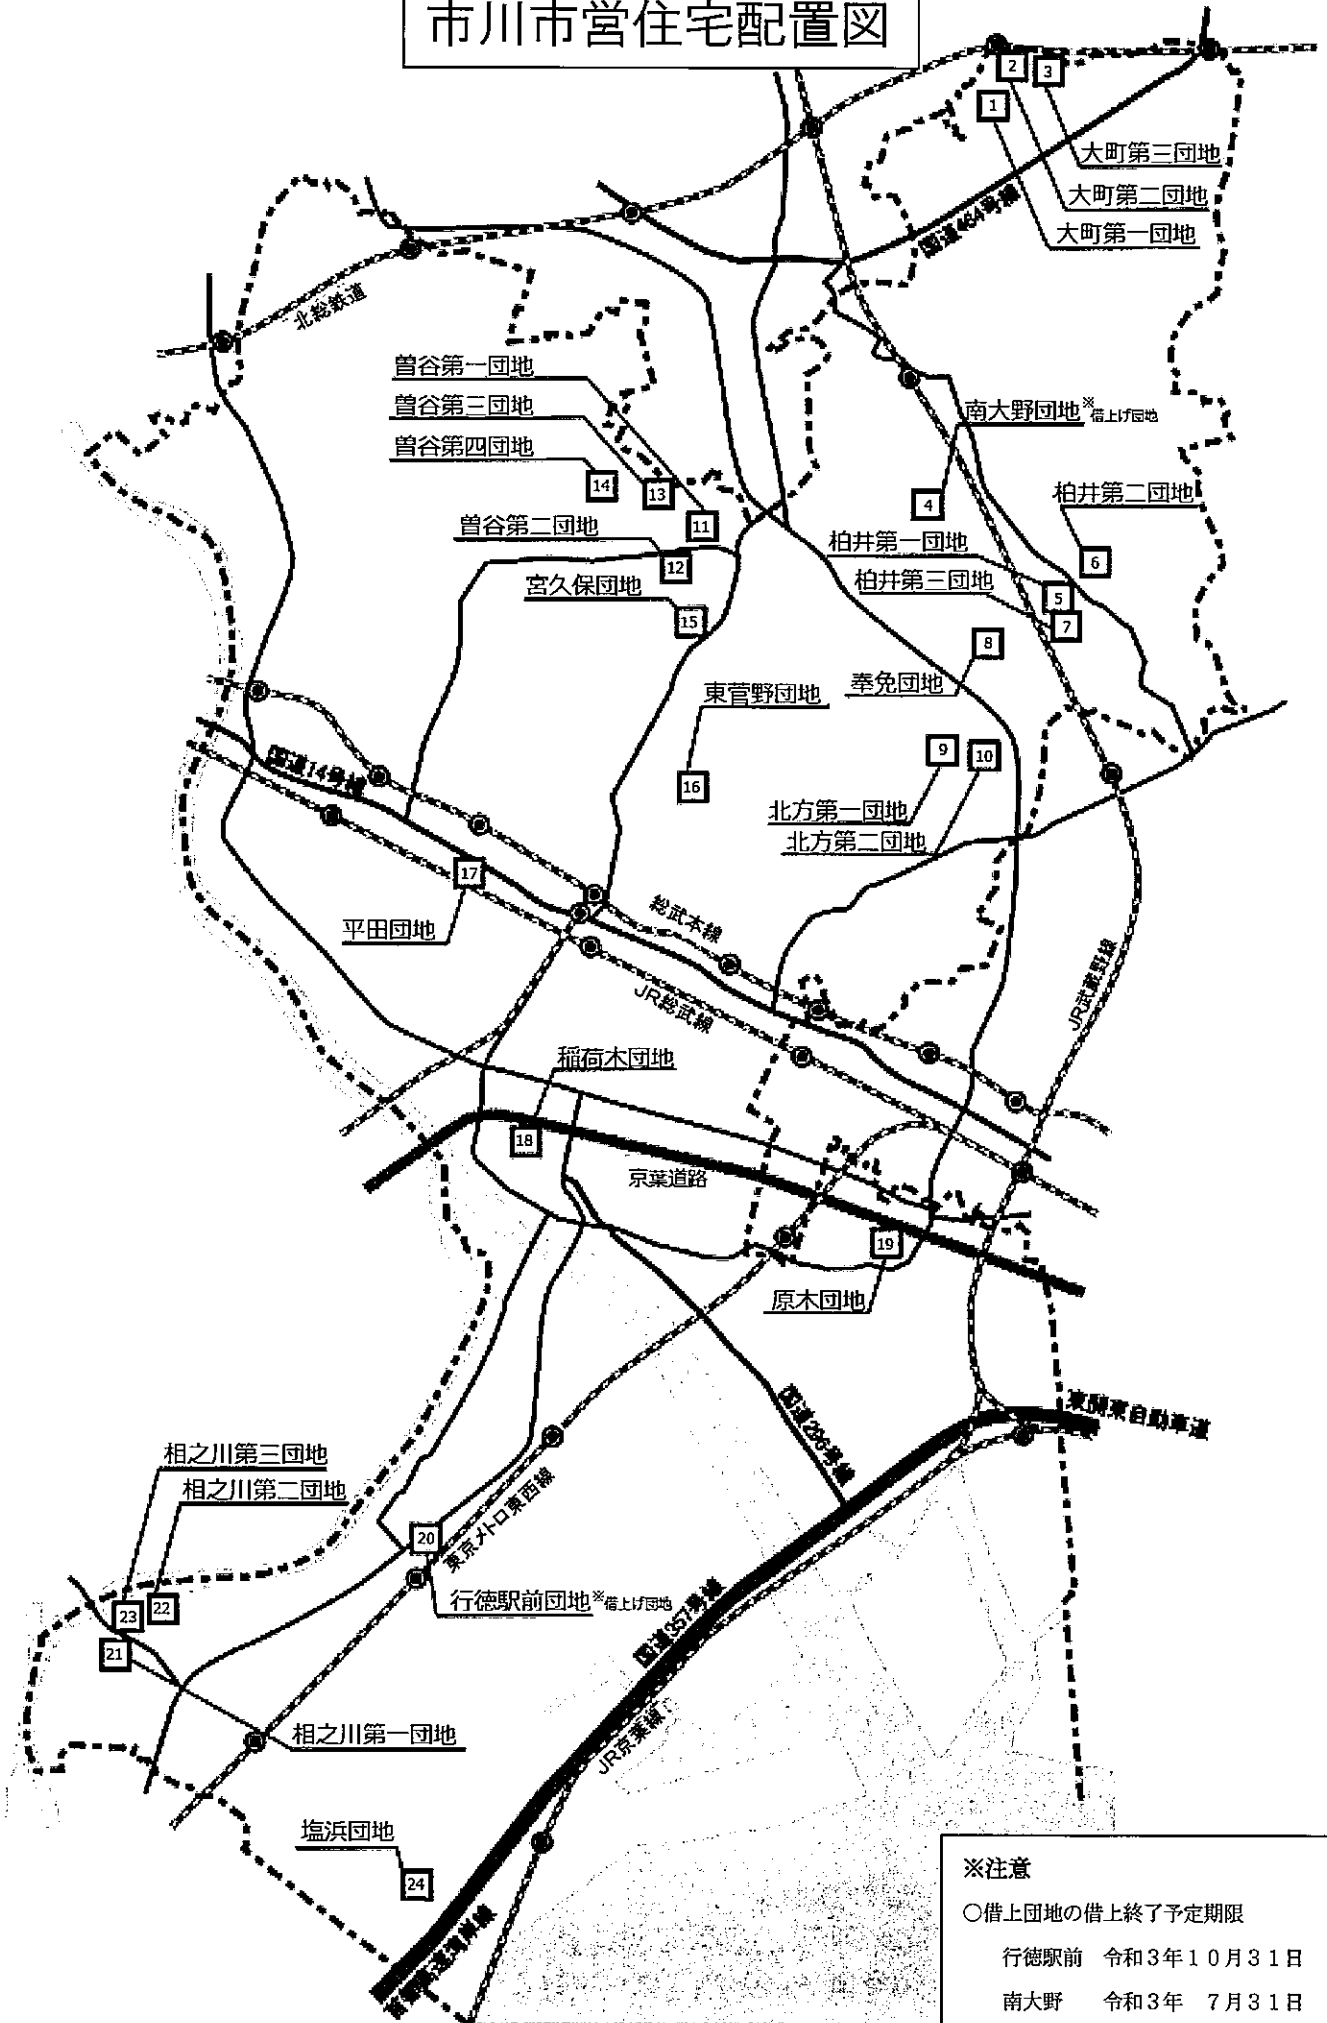 市川市営住宅配置図
2
3
1
大町第三団地
大町第二団地
国道464号線
大町第一団地
北総鉄道
曽谷第一団地
曽谷第三団地
曽谷第四団地
南大野団地※借上げ団地
14
13
11
4
柏井第二団地
曽谷第二団地
柏井第一団地
12
6
宮久保団地
柏井第三団地
5
15
7
8
東菅野団地
奉免団地
国道14号線
9
10
16
北方第一団地
北方第二団地
17
平田団地
総武本線
JR総武線
JR武蔵野線
稲荷木団地
18
京葉道路
19
原木団地
国道296号線
東関東自動車道
相之川第三団地
相之川第二団地
20
東京メトロ東西線
行徳駅前団地※借上げ団地
23
22
21
国道357号線
相之川第一団地
JR京葉線
塩浜団地
24
※注意
○借上団地の借上終了予定期限
行徳駅前 令和3年10月31日
南大野 令和3年 7月31日